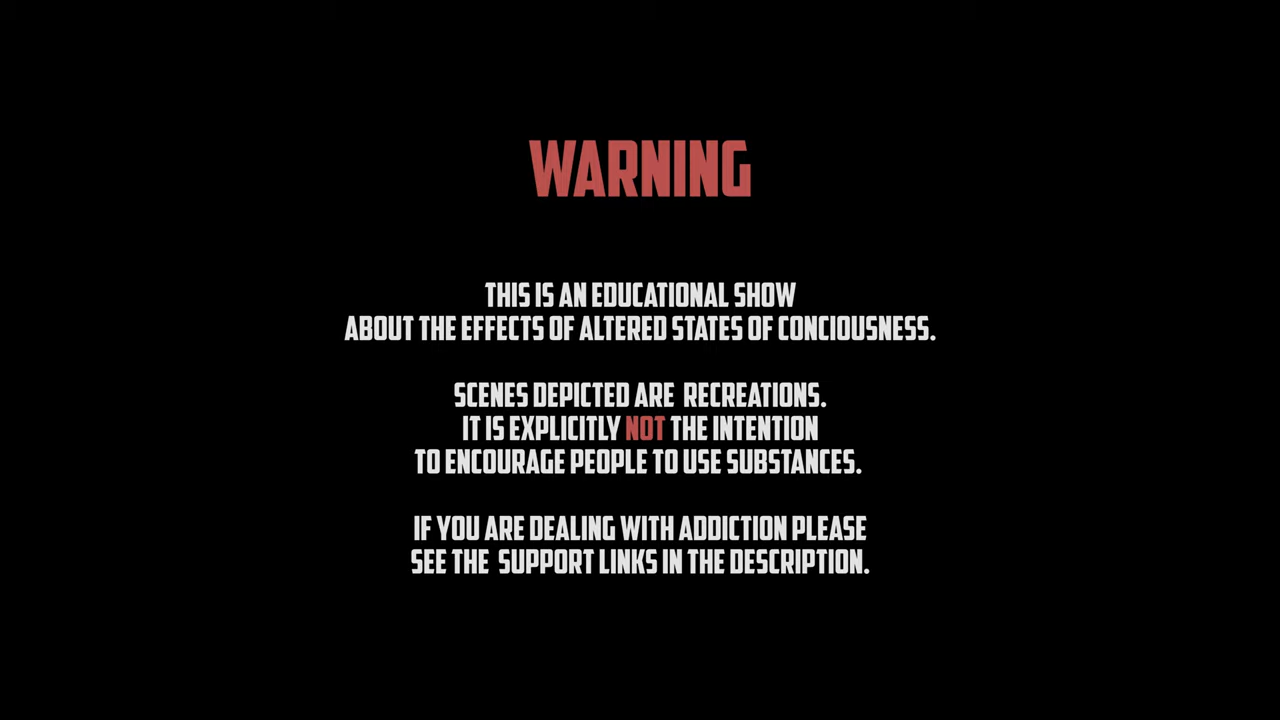 WARNING
THIS IS AN EDUCATIONAL SHOW
ABOUT THE EFFECTS OF ALTERED STATES OF CONCIOUSNESS.
SCENES DEPICTED ARE RECREATIONS.
IT IS EXPLICITLY NOT THE INTENTION
TO ENCOURAGE PEOPLE TO USE SUBSTANCES.
IF YOU ARE DEALING WITH ADDICTION PLEASE
SEE THE SUPPORT LINKS IN THE DESCRIPTION.